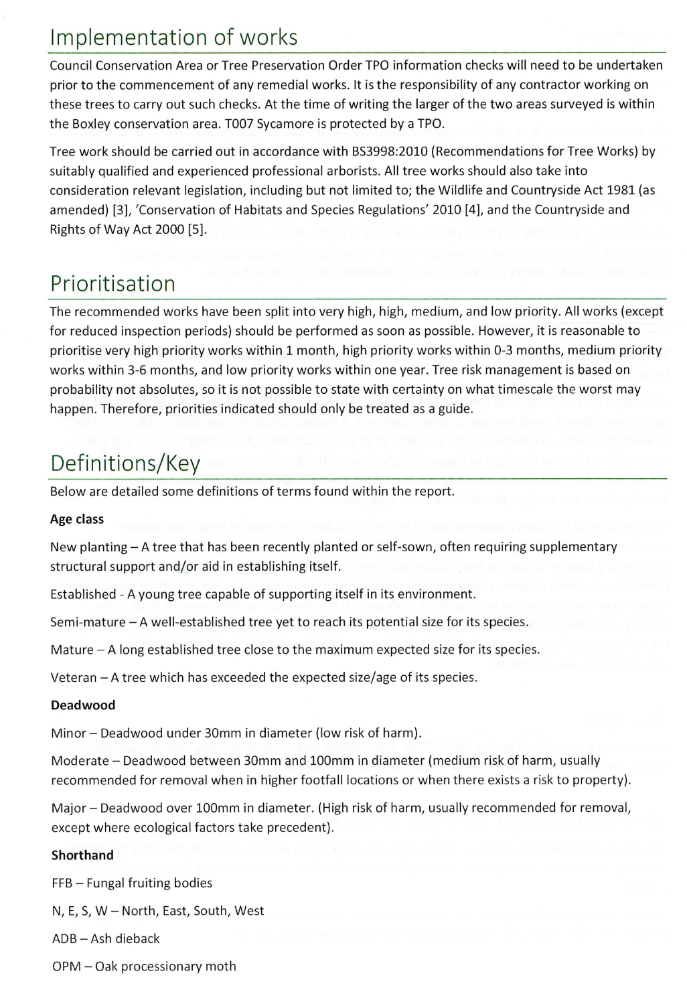 Implementation of works
Council Conservation Area or Tree Preservation Order TPO information checks will need to be undertaken
prior to the commencement of any remedial works. It is the responsibility of any contractor working on
these trees to carry out such checks. At the time of writing the larger of the two areas surveyed is within
the Boxley conservation area. T007 Sycamore is protected by a TPO.
Tree work should be carried out in accordance with BS3998:2010 (Recommendations for Tree Works) by
suitably qualified and experienced professional arborists. All tree works should also take into
consideration relevant legislation, including but not limited to; the Wildlife and Countryside Act 1981 (as
amended) [3], ‘Conservation of Habitats and Species Regulations’ 2010 [4], and the Countryside and
Rights of Way Act 2000 [5].
Prioritisation
The recommended works have been split into very high, high, medium, and low priority. All works (except
for reduced inspection periods) should be performed as soon as possible. However, it is reasonable to
prioritise very high priority works within 1 month, high priority works within 0-3 months, medium priority
works within 3-6 months, and low priority works within one year. Tree risk management is based on
probability not absolutes, so it is not possible to state with certainty on what timescale the worst may
happen. Therefore, priorities indicated should only be treated as a guide.
Definitions/Key
Below are detailed some definitions of terms found within the report.
Age class
New planting – A tree that has been recently planted or self-sown, often requiring supplementary
structural support and/or aid in establishing itself.
Established - A young tree capable of supporting itself in its environment.
Semi-mature – A well-established tree yet to reach its potential size for its species.
Mature – A long established tree close to the maximum expected size for its species.
Veteran – A tree which has exceeded the expected size/age of its species.
Deadwood
Minor – Deadwood under 30mm in diameter (low risk of harm).
Moderate – Deadwood between 30mm and 100mm in diameter (medium risk of harm, usually
recommended for removal when in higher footfall locations or when there exists a risk to property).
Major – Deadwood over 100mm in diameter. (High risk of harm, usually recommended for removal,
except where ecological factors take precedent).
Shorthand
FFB – Fungal fruiting bodies
N, E, S, W – North, East, South, West
ADB – Ash dieback
OPM – Oak processionary moth